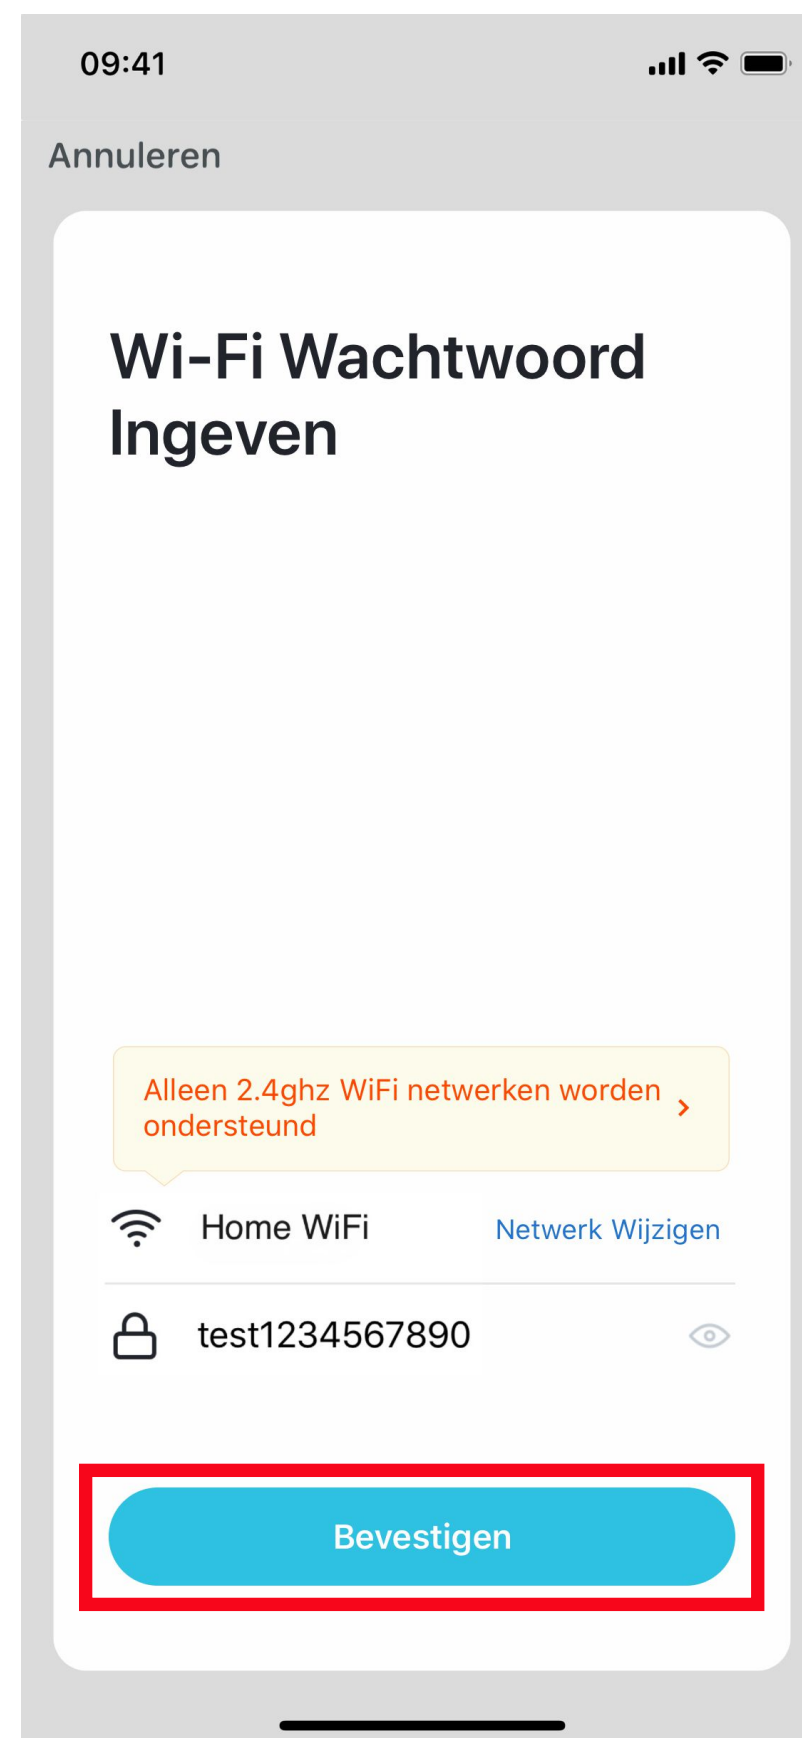 09:41
Annuleren
Wi-Fi Wachtwoord
Ingeven
Alleen 2.4ghz WiFi netwerken worden
ondersteund
Home WiFi Netwerk Wijzigen
test1234567890
Bevestigen